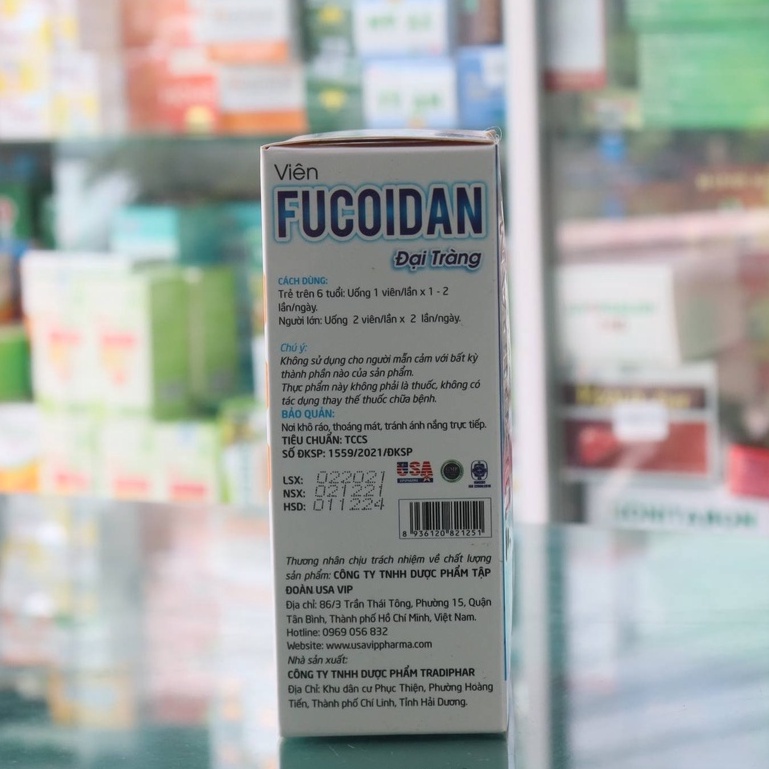 Viên
FUCOIDAN
Đại Tràng
CÁCH DÙNG:
Trẻ trên 6 tuổi: Uống 1 viên/lần x 1 - 2
lần/ngày.
Người lớn: Uống 2 viên/lần x 2 lần/ngày.
Chú ý:
Không sử dụng cho người mẫn cảm với bất kỳ
thành phần nào của sản phẩm.
Thực phẩm này không phải là thuốc, không có
tác dụng thay thế thuốc chữa bệnh.
BẢO QUẢN:
Nơi khô ráo, thoáng mát, tránh ánh nắng trực tiếp.
TIÊU CHUẨN: TCCS
SỐ ĐKSP: 1559/2021/ĐKSP
USA
LSX: 022021
NSX: 021221
HSD: 011224
8 936120 821251
Thương nhân chịu trách nhiệm về chất lượng
sản phẩm: CÔNG TY TNHH DƯỢC PHẨM TẬP
ĐOÀN USA VIP
Địa chỉ: 86/3 Trần Thái Tông, Phường 15, Quận
Tân Bình, Thành phố Hồ Chí Minh, Việt Nam.
Hotline: 0969 056 832
Website: www.usavippharma.com
Nhà sản xuất:
CÔNG TY TNHH DƯỢC PHẨM TRADIPHAR
Địa Chỉ: Khu dân cư Phục Thiện, Phường Hoàng
Tiến, Thành phố Chí Linh, Tỉnh Hải Dương.